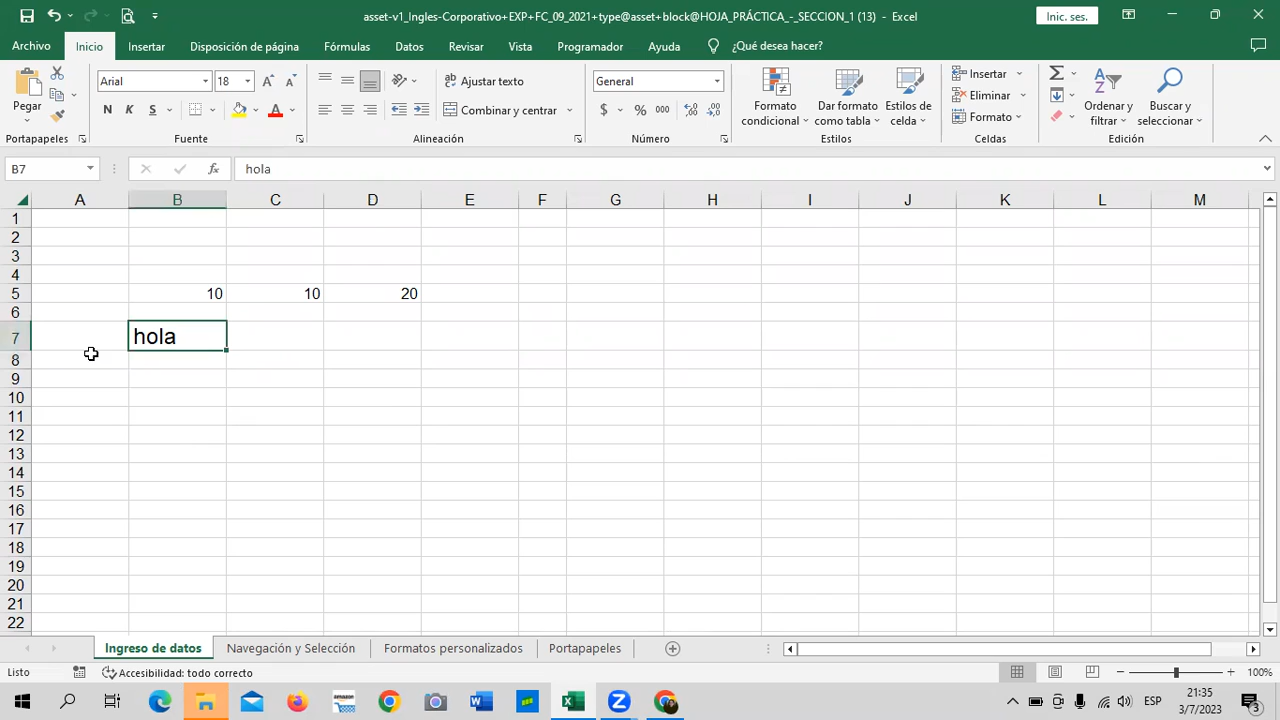 asset-v1_Ingles-Corporativo+EXP+FC_09_2021+type@asset+block@HOJA_PRÁCTICA_-_SECCION_1 (13) - Excel
Inic. ses.
Archivo Inicio Insertar Disposición de página Fórmulas Datos Revisar Vista Programador Ayuda ¿Qué desea hacer?
Pegar
Portapapeles
Arial 18
N K S A
Fuente
Ajustar texto
Combinar y centrar
Alineación
General
$ % 000
Número
Formato condicional
Dar formato como tabla
Estilos de celda
Estilos
Insertar
Eliminar
Formato
Celdas
Ordenar y filtrar
Buscar y seleccionar
Edición
B7 fx hola
A B C D E F G H I J K L M
1
2
3
4
5 10 10 20
6
7 hola
8
9
10
11
12
13
14
15
16
17
18
19
20
21
22
Ingreso de datos Navegación y Selección Formatos personalizados Portapapeles
Listo Accesibilidad: todo correcto 100%
ESP
21:35
3/7/2023
3